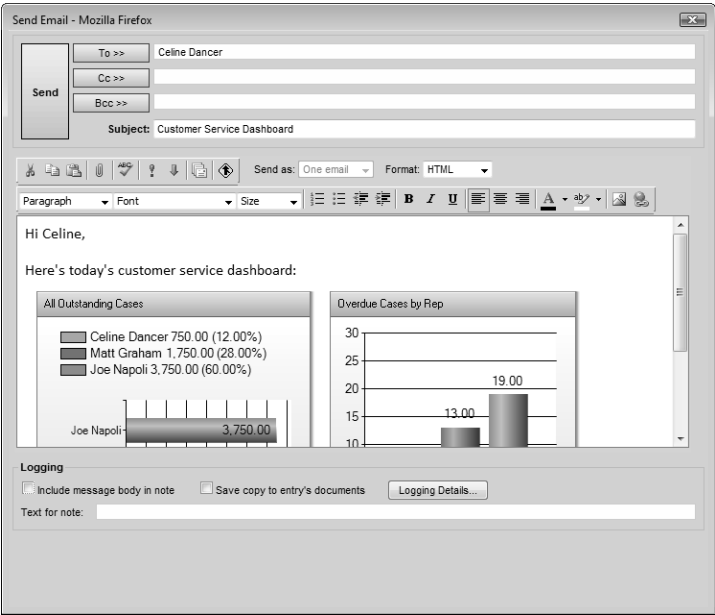 Send Email - Mozilla Firefox
Send
To >> Celine Dancer
Cc >>
Bcc >>
Subject: Customer Service Dashboard
ABC Send as: One email Format: HTML
Paragraph Font Size B I U A ab
Hi Celine,
Here's today's customer service dashboard:
All Outstanding Cases
Celine Dancer 750.00 (12.00%)
Matt Graham 1,750.00 (28.00%)
Joe Napoli 3,750.00 (60.00%)
Joe Napoli 3,750.00
Overdue Cases by Rep
30
25
20
15
10
19.00
13.00
Logging
Include message body in note Save copy to entry's documents Logging Details...
Text for note: